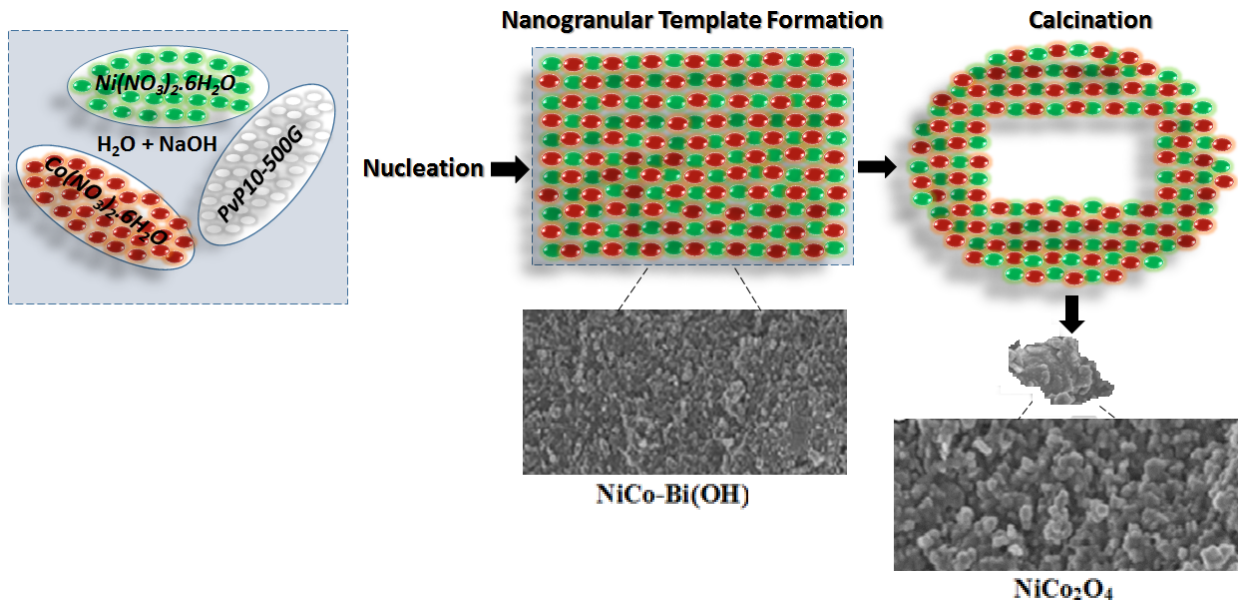 Nanogranular Template Formation
Calcination
Ni(NO₃)₂.6H₂O
H₂O + NaOH
PvP10-500G
Co(NO₃)₂.6H₂O
Nucleation
NiCo-Bi(OH)
NiCo₂O₄